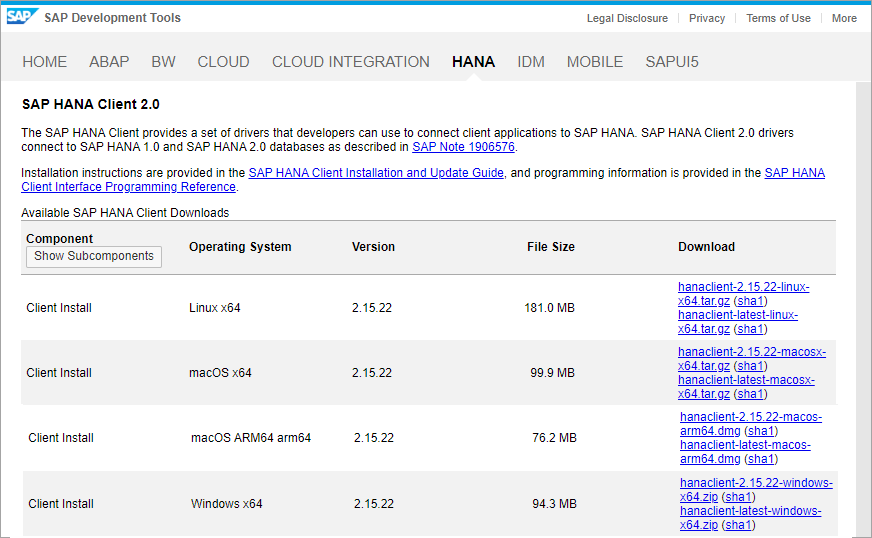 SAP SAP Development Tools Legal Disclosure Privacy Terms of Use More
HOME ABAP BW CLOUD CLOUD INTEGRATION HANA IDM MOBILE SAPUI5
SAP HANA Client 2.0
The SAP HANA Client provides a set of drivers that developers can use to connect client applications to SAP HANA. SAP HANA Client 2.0 drivers
connect to SAP HANA 1.0 and SAP HANA 2.0 databases as described in SAP Note 1906576.
Installation instructions are provided in the SAP HANA Client Installation and Update Guide, and programming information is provided in the SAP HANA
Client Interface Programming Reference.
Available SAP HANA Client Downloads
Component
Show Subcomponents
Operating System Version File Size Download
Client Install Linux x64 2.15.22 181.0 MB
hanaclient-2.15.22-linux-
x64.tar.gz (sha1)
hanaclient-latest-linux-
x64.tar.gz (sha1)
Client Install macOS x64 2.15.22 99.9 MB
hanaclient-2.15.22-macosx-
x64.tar.gz (sha1)
hanaclient-latest-macosx-
x64.tar.gz (sha1)
Client Install macOS ARM64 arm64 2.15.22 76.2 MB
hanaclient-2.15.22-macos-
arm64.dmg (sha1)
hanaclient-latest-macos-
arm64.dmg (sha1)
Client Install Windows x64 2.15.22 94.3 MB
hanaclient-2.15.22-windows-
x64.zip (sha1)
hanaclient-latest-windows-
x64.zip (sha1)